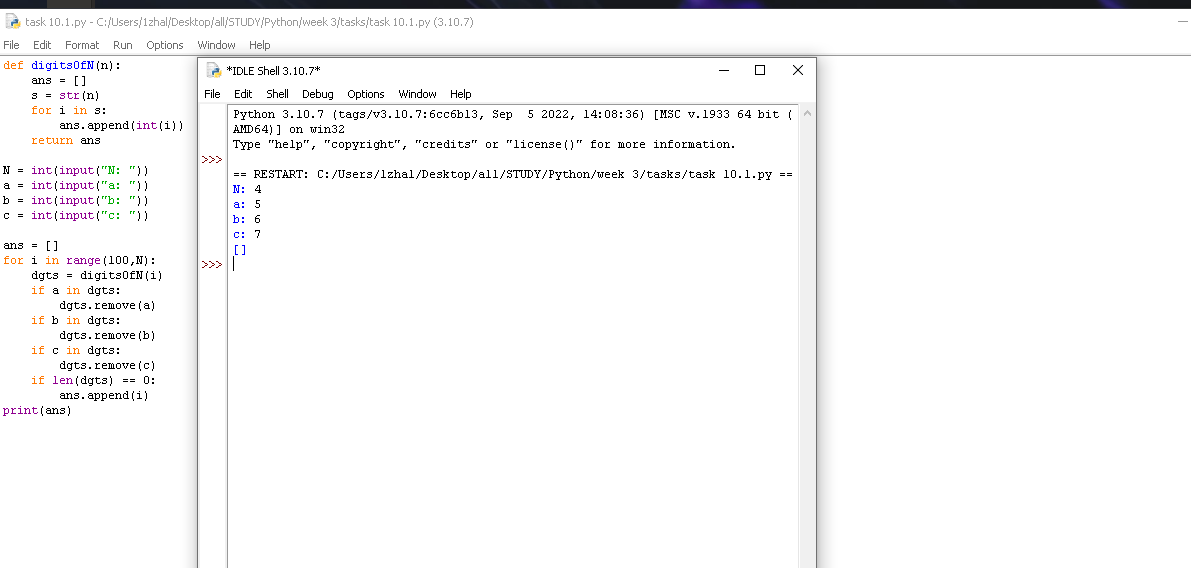 task 10.1.py - C:/Users/1zhal/Desktop/all/STUDY/Python/week 3/tasks/task 10.1.py (3.10.7)
File Edit Format Run Options Window Help
def digitsOfN(n):
    ans = []
    s = str(n)
    for i in s:
        ans.append(int(i))
    return ans
N = int(input("N: "))
a = int(input("a: "))
b = int(input("b: "))
c = int(input("c: "))
ans = []
for i in range(100,N):
    dgts = digitsOfN(i)
    if a in dgts:
        dgts.remove(a)
    if b in dgts:
        dgts.remove(b)
    if c in dgts:
        dgts.remove(c)
    if len(dgts) == 0:
        ans.append(i)
print(ans)
*IDLE Shell 3.10.7*
File Edit Shell Debug Options Window Help
Python 3.10.7 (tags/v3.10.7:6cc6b13, Sep  5 2022, 14:08:36) [MSC v.1933 64 bit (
AMD64)] on win32
Type "help", "copyright", "credits" or "license()" for more information.
>>>
== RESTART: C:/Users/1zhal/Desktop/all/STUDY/Python/week 3/tasks/task 10.1.py ==
N: 4
a: 5
b: 6
c: 7
[]
>>>